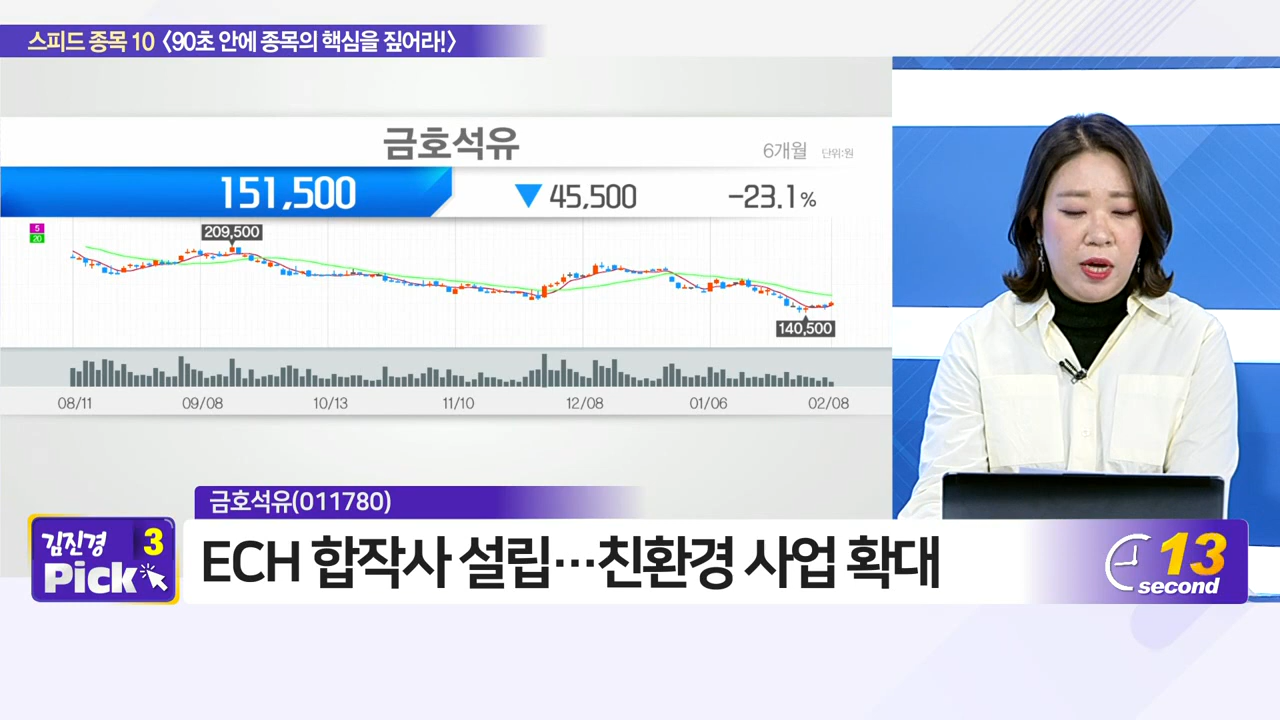 스피드 종목 10 〈90초 안에 종목의 핵심을 짚어라!〉
금호석유
6개월 단위:원
151,500 ▼ 45,500 -23.1%
5
20
209,500
140,500
08/11 09/08 10/13 11/10 12/08 01/06 02/08
금호석유(011780)
김진경 3
Pick
ECH 합작사 설립…친환경 사업 확대
13
second